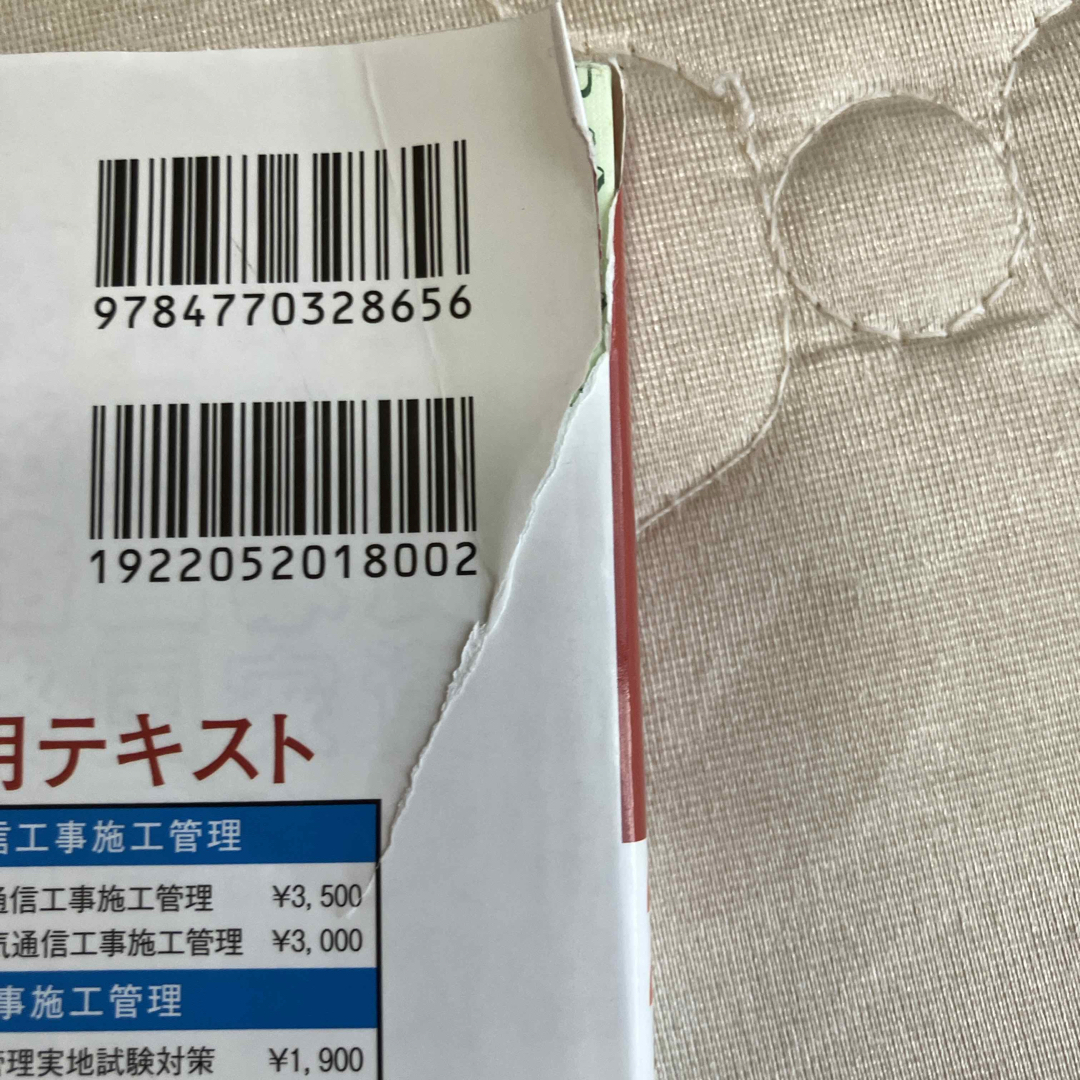 9784770328656
1922052018002
用テキスト
信工事施工管理
通信工事施工管理 ¥3,500
気通信工事施工管理 ¥3,000
事施工管理
管理実地試験対策 ¥1,900